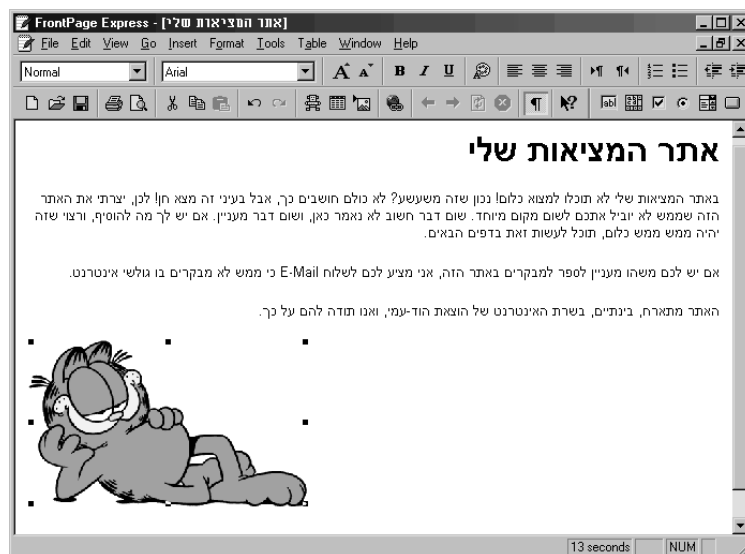 FrontPage Express - [אתר המציאות שלי]
File Edit View Go Insert Format Tools Table Window Help
Normal Arial A A B I U
abl
אתר המציאות שלי
באתר המציאות שלי לא תוכלו למצוא כלום! נכון שזה משעשע? לא כולם חושבים כך, אבל בעיני זה מצא חן! לכן, יצרתי את האתר
הזה שממש לא יוביל אתכם לשום מקום מיוחד. שום דבר חשוב לא נאמר כאן, ושום דבר מעניין. אם יש לך מה להוסיף, ורצוי שזה
יהיה ממש ממש כלום, תוכל לעשות זאת בדפים הבאים.
אם יש לכם משהו מעניין לספר למבקרים באתר הזה, אני מציע לכם לשלוח E-Mail כי ממש לא מבקרים בו גולשי אינטרנט.
האתר מתארח, בינתיים, בשרת האינטרנט של הוצאת הוד-עמי, ואנו תודה להם על כך.
13 seconds NUM